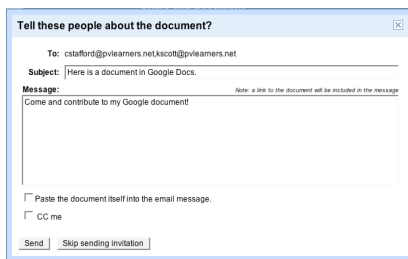 Tell these people about the document?
To: cstafford@pvlearners.net,kscott@pvlearners.net
Subject: Here is a document in Google Docs.
Message: Note: a link to the document will be included in the message
Come and contribute to my Google document!
Paste the document itself into the email message.
CC me
Send Skip sending invitation